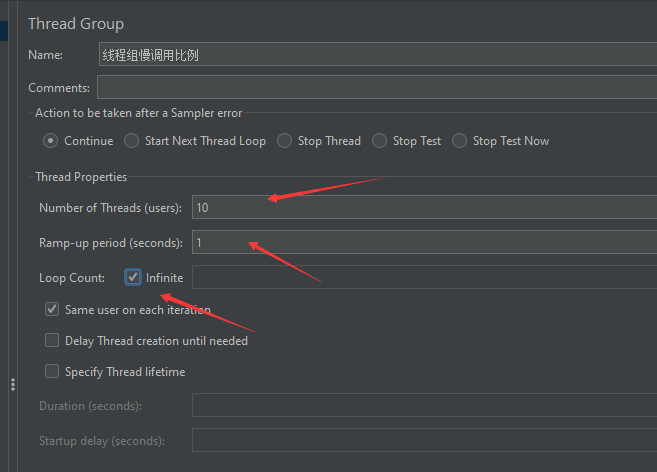 Thread Group
Name: 线程组慢调用比例
Comments:
Action to be taken after a Sampler error
Continue Start Next Thread Loop Stop Thread Stop Test Stop Test Now
Thread Properties
Number of Threads (users): 10
Ramp-up period (seconds): 1
Loop Count: Infinite
Same user on each iteration
Delay Thread creation until needed
Specify Thread lifetime
Duration (seconds):
Startup delay (seconds):